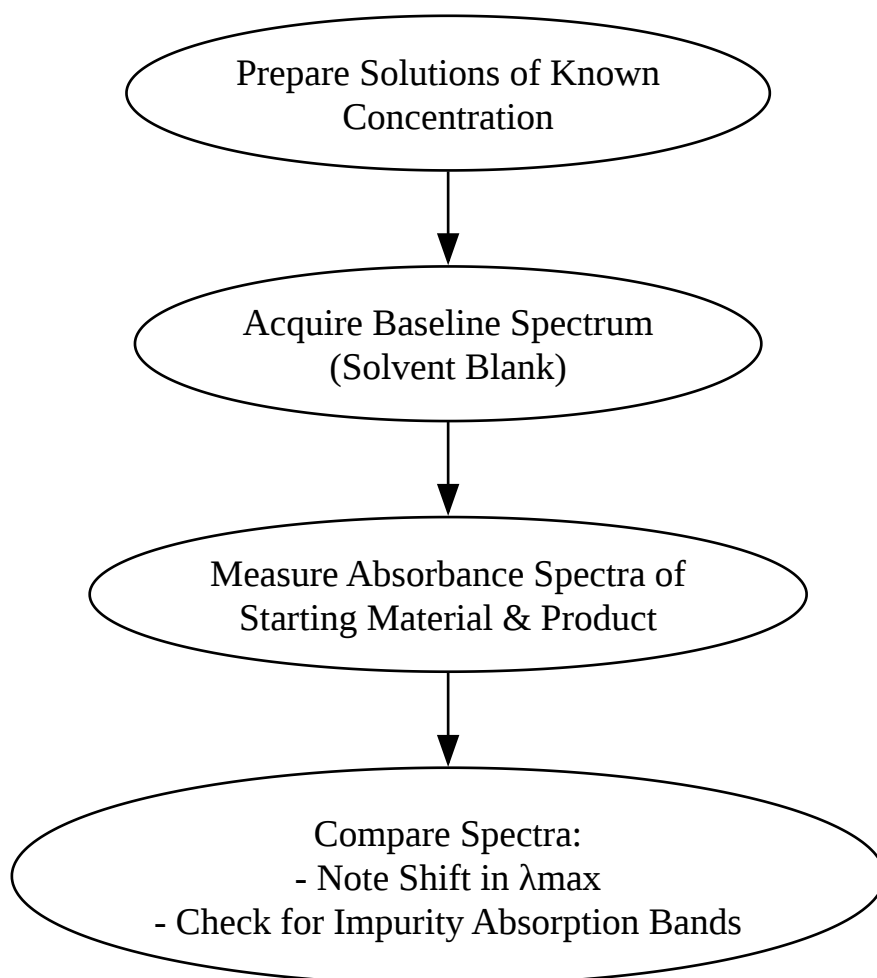 Prepare Solutions of Known
Concentration
Acquire Baseline Spectrum
(Solvent Blank)
Measure Absorbance Spectra of
Starting Material & Product
Compare Spectra:
- Note Shift in λmax
- Check for Impurity Absorption Bands